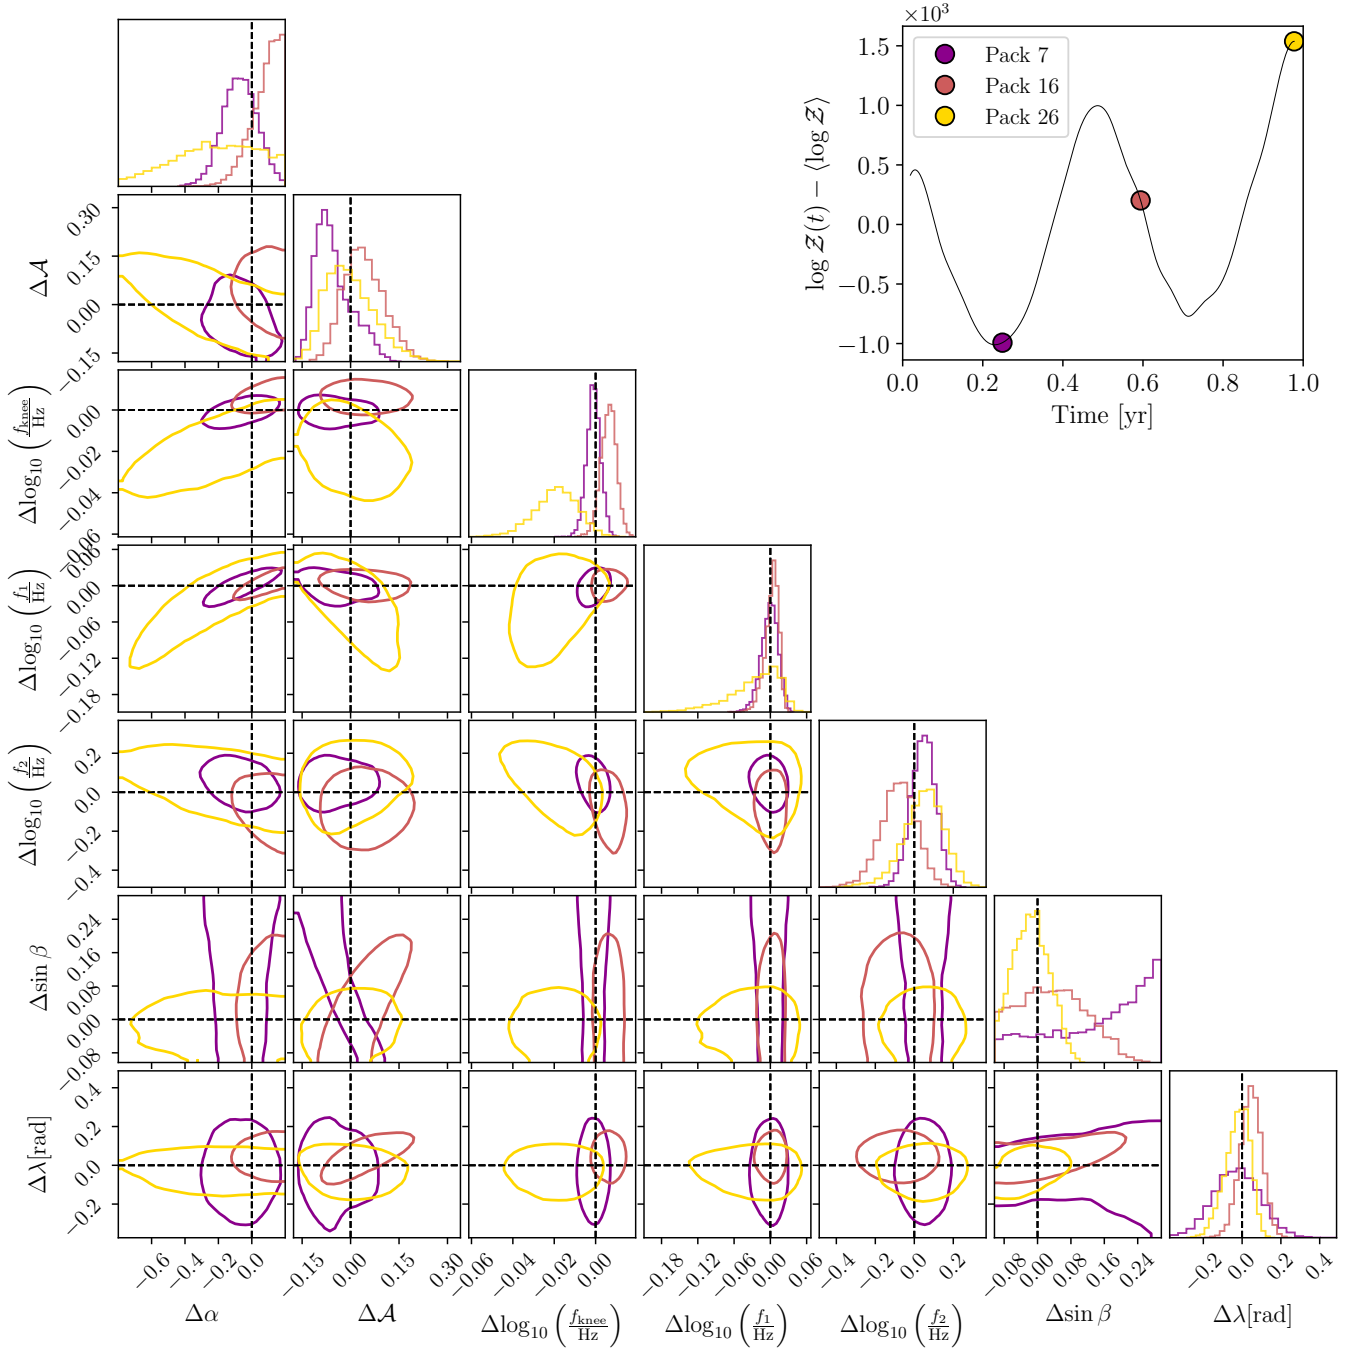 ×10³
1.5
1.0
0.5
0.0
−0.5
−1.0
log 𝒵(t) − ⟨log 𝒵⟩
Pack 7
Pack 16
Pack 26
0.0 0.2 0.4 0.6 0.8 1.0
Time [yr]
Δ𝒜
0.30
0.15
0.00
−0.15
Δlog₁₀ (f_knee/Hz)
0.00
−0.02
−0.04
−0.06
Δlog₁₀ (f₁/Hz)
0.06
0.00
−0.06
−0.12
−0.18
Δlog₁₀ (f₂/Hz)
0.2
0.0
−0.2
−0.4
Δsin β
0.24
0.16
0.08
0.00
−0.08
Δλ[rad]
0.4
0.2
0.0
−0.2
−0.6 −0.4 −0.2 0.0
−0.15 0.00 0.15 0.30
−0.06 −0.04 −0.02 0.00
−0.18 −0.12 −0.06 0.00 0.06
−0.4 −0.2 0.0 0.2
−0.08 0.00 0.08 0.16 0.24
−0.2 0.0 0.2 0.4
Δα
Δ𝒜
Δlog₁₀ (f_knee/Hz)
Δlog₁₀ (f₁/Hz)
Δlog₁₀ (f₂/Hz)
Δsin β
Δλ[rad]